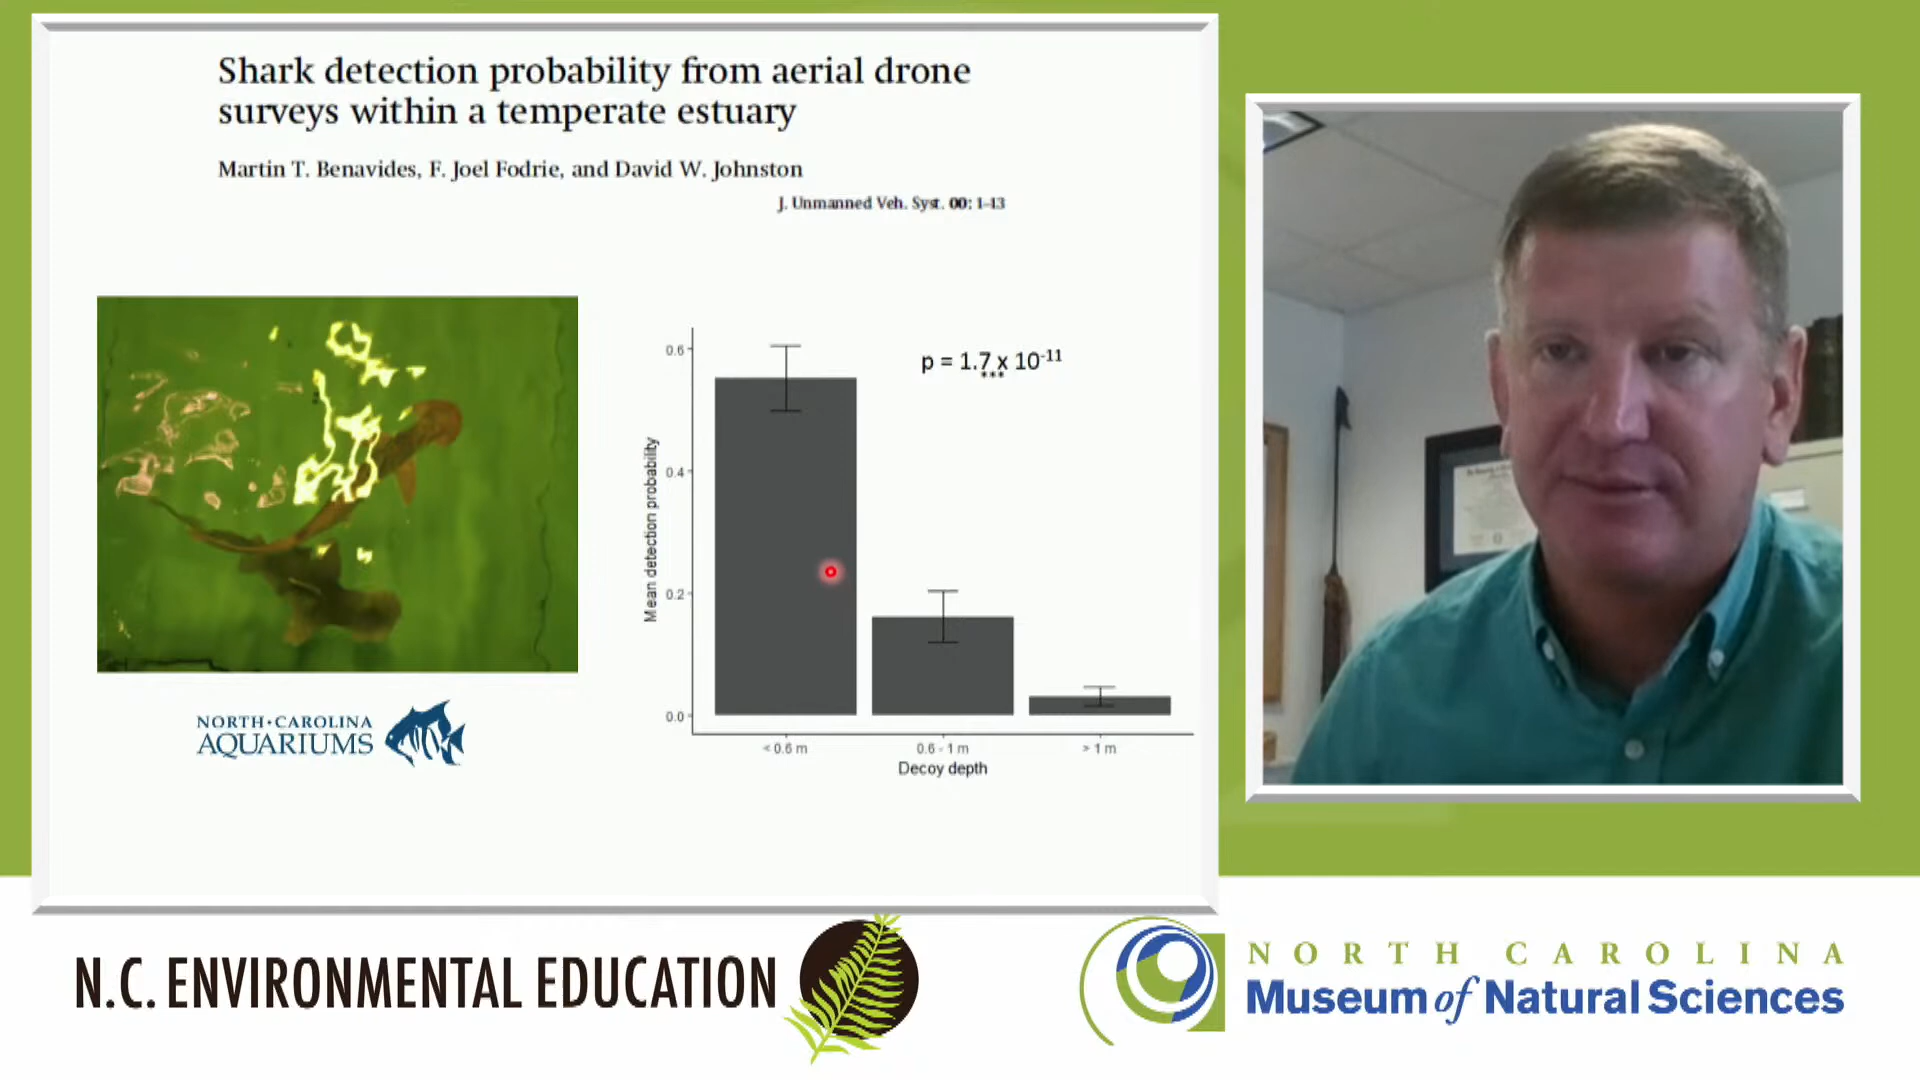 Shark detection probability from aerial drone
surveys within a temperate estuary
Martin T. Benavides, F. Joel Fodrie, and David W. Johnston
J. Unmanned Veh. Syst. 00: 1–13
NORTH•CAROLINA
AQUARIUMS
p = 1.7 x 10-11
***
Mean detection probability
0.6
0.4
0.2
0.0
< 0.6 m
0.6 - 1 m
> 1 m
Decoy depth
N.C. ENVIRONMENTAL EDUCATION
NORTH CAROLINA
Museum of Natural Sciences